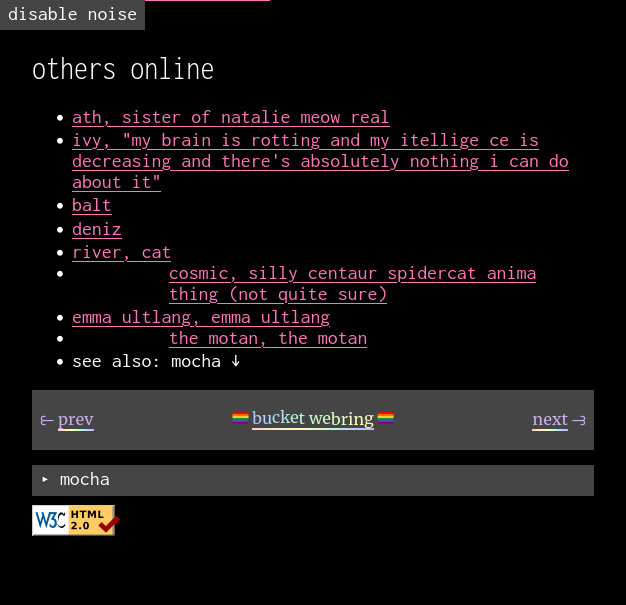 disable noise
others online
• ath, sister of natalie meow real
• ivy, "my brain is rotting and my itellige ce is
decreasing and there's absolutely nothing i can do
about it"
• balt
• deniz
• river, cat
• cosmic, silly centaur spidercat anima
thing (not quite sure)
• emma ultlang, emma ultlang
• the motan, the motan
• see also: mocha ↓
prev
bucket webring
next
▸ mocha
W3C HTML
2.0